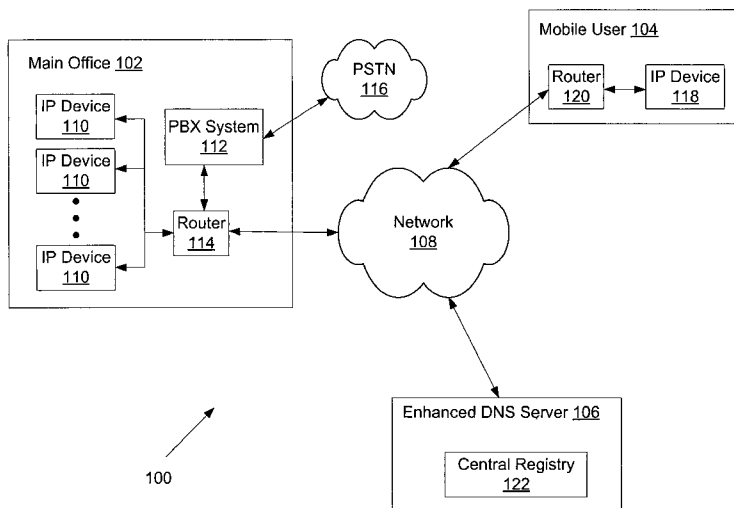 Main Office 102
IP Device
110
IP Device
110
IP Device
110
PBX System
112
Router
114
PSTN
116
Mobile User 104
Router
120
IP Device
118
Network
108
Enhanced DNS Server 106
Central Registry
122
100